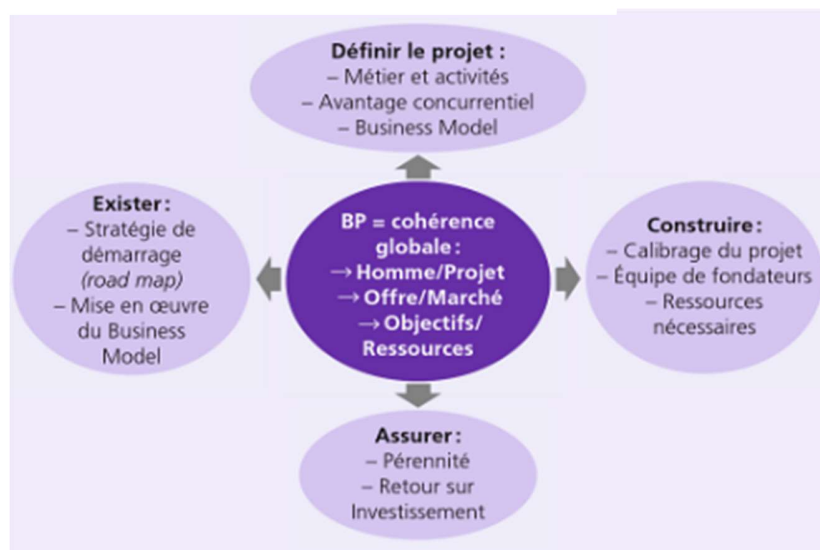 Définir le projet :
– Métier et activités
– Avantage concurrentiel
– Business Model
Exister :
– Stratégie de
démarrage
(road map)
– Mise en œuvre
du Business
Model
BP = cohérence
globale :
→ Homme/Projet
→ Offre/Marché
→ Objectifs/
Ressources
Construire :
– Calibrage du projet
– Équipe de fondateurs
– Ressources
nécessaires
Assurer :
– Pérennité
– Retour sur
Investissement